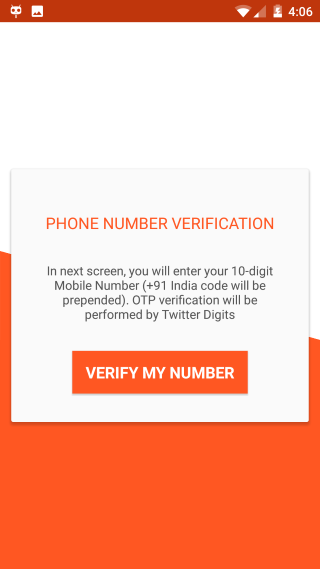 4:06
PHONE NUMBER VERIFICATION
In next screen, you will enter your 10-digit
Mobile Number (+91 India code will be
prepended). OTP verification will be
performed by Twitter Digits
VERIFY MY NUMBER